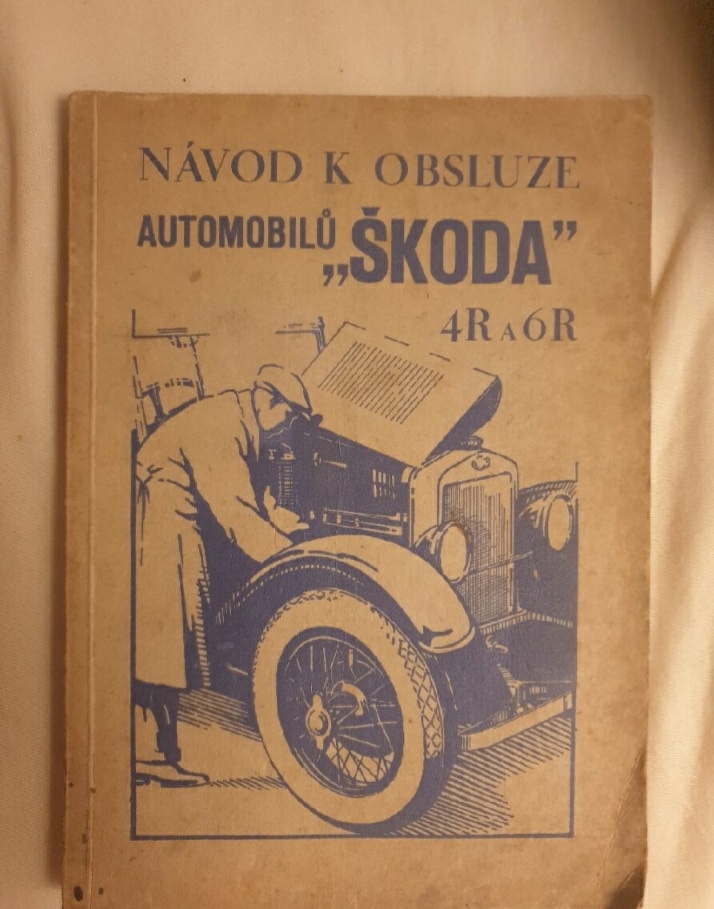 NÁVOD K OBSLUZE
AUTOMOBILŮ „ŠKODA”
4R A 6R